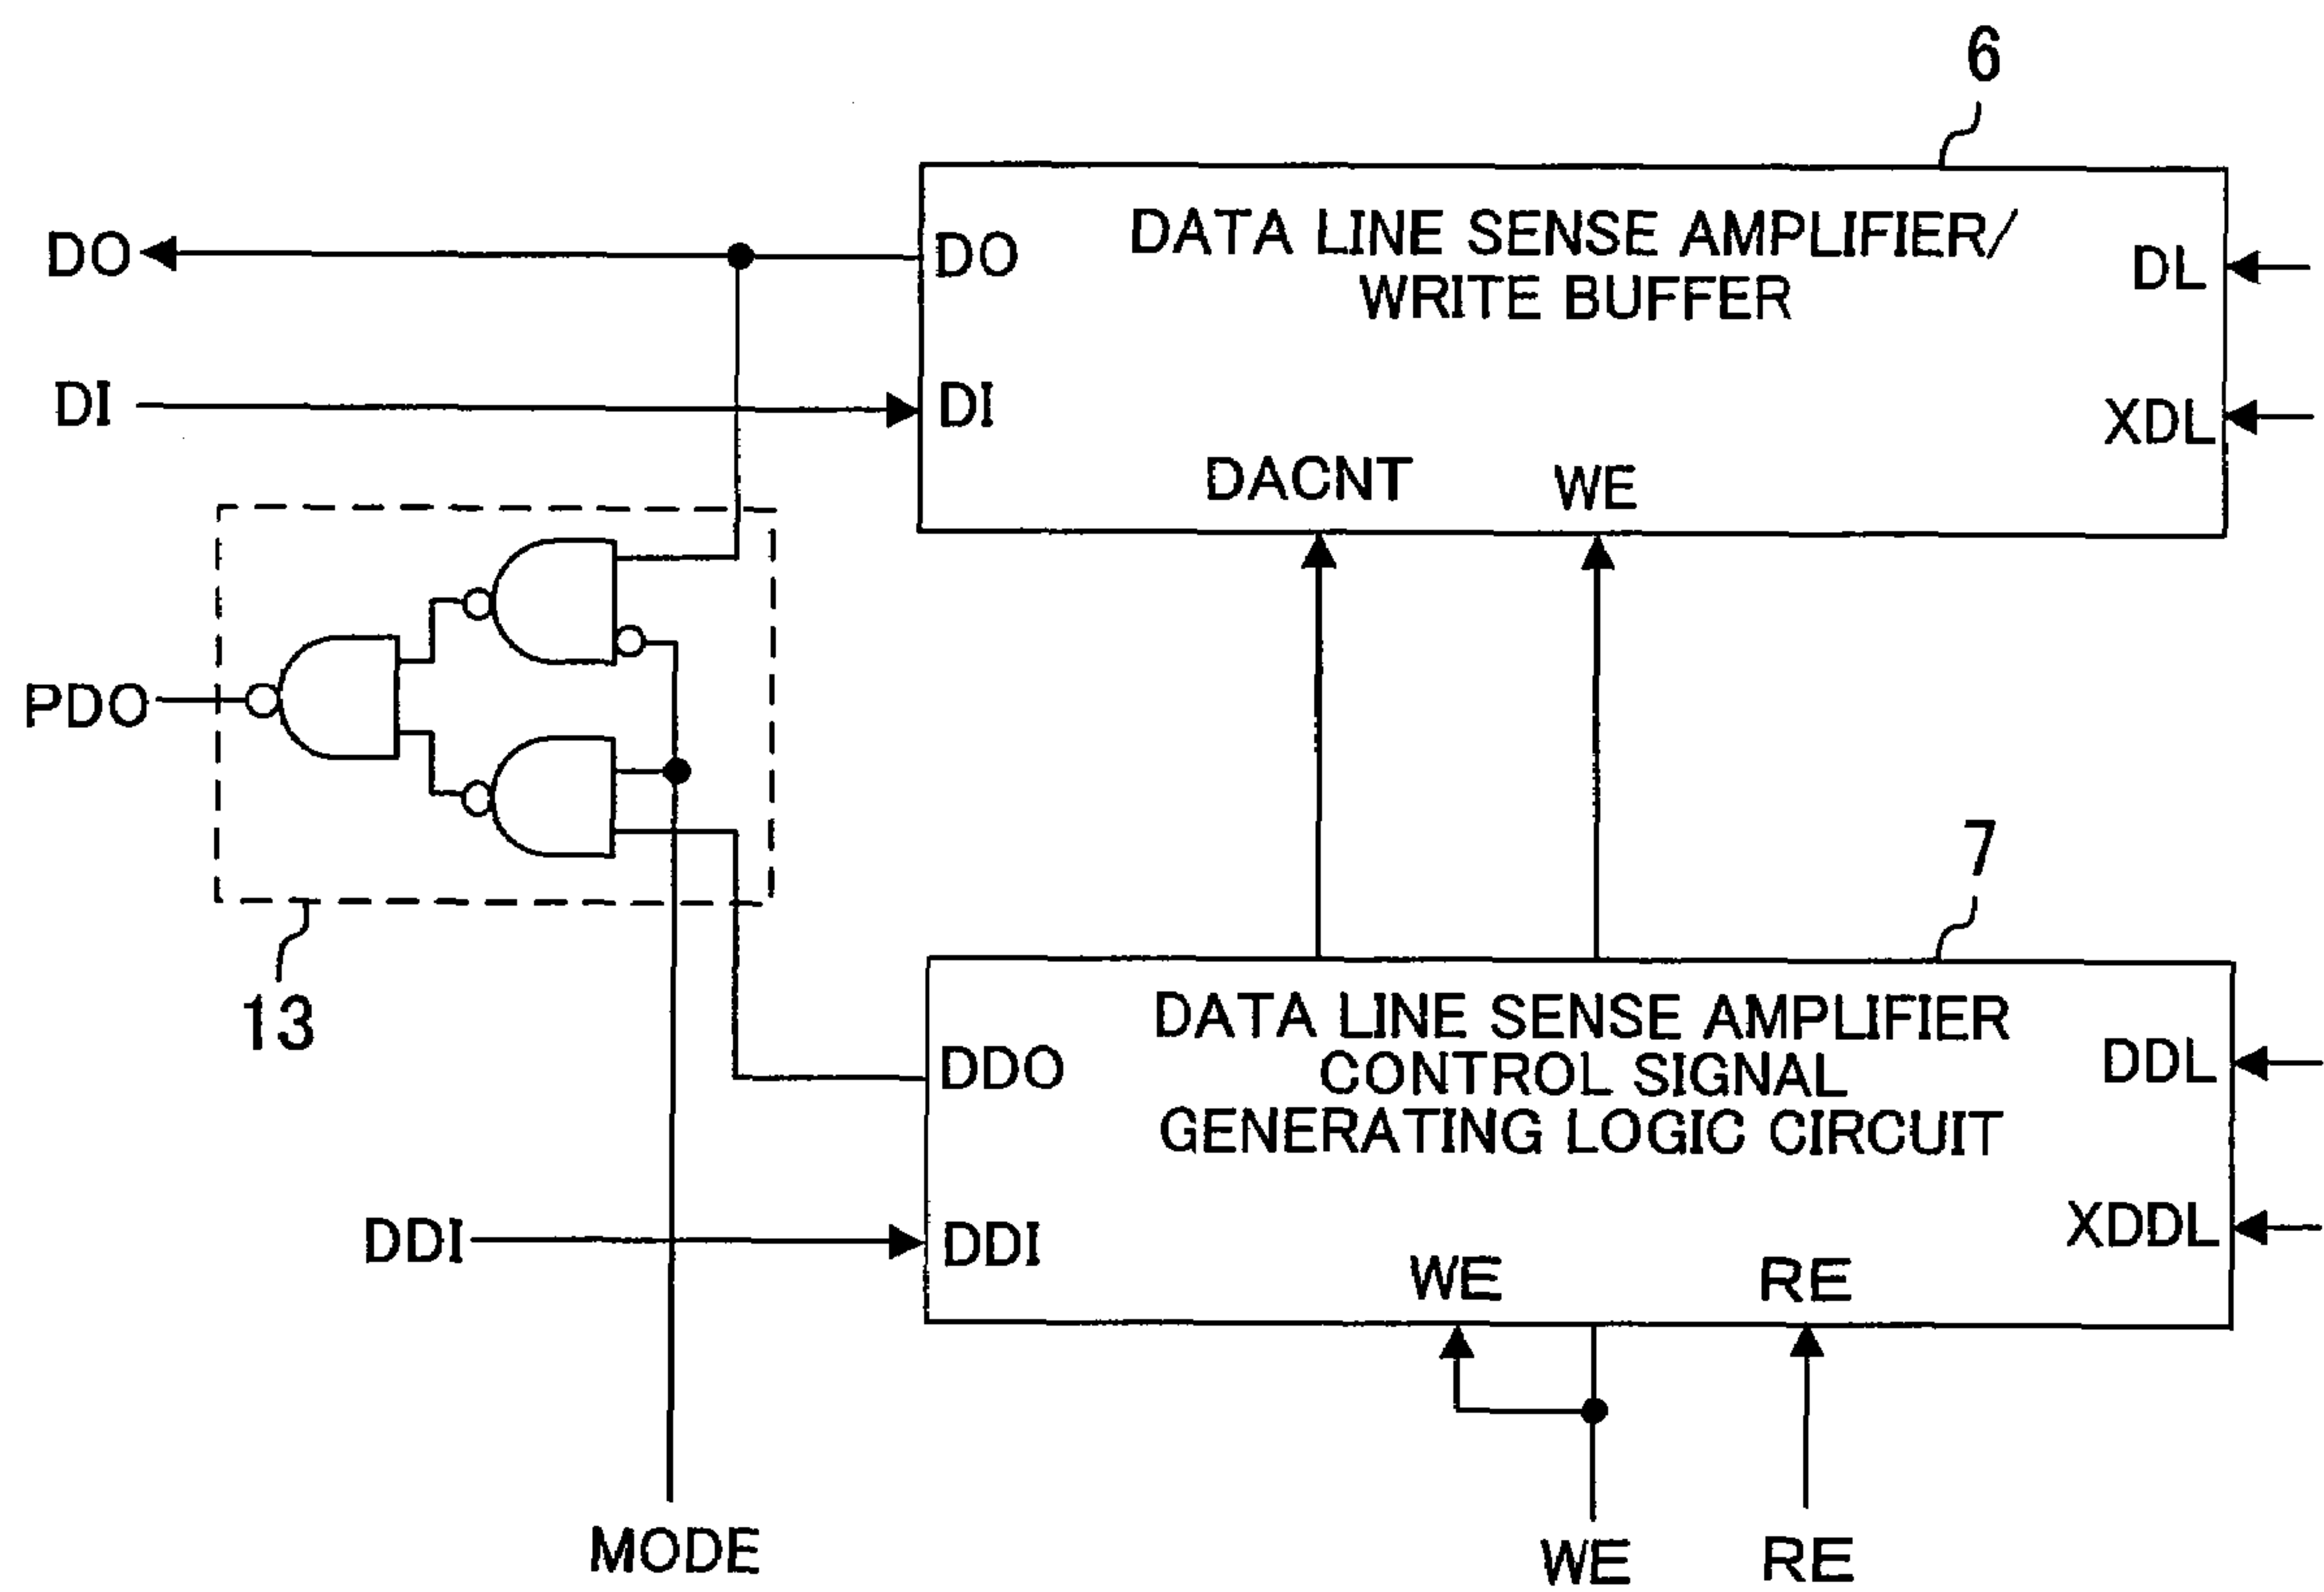 6
DO
DO
DATA LINE SENSE AMPLIFIER/
WRITE BUFFER
DL
DI
DI
XDL
DACNT
WE
PDO
13
7
DDO
DATA LINE SENSE AMPLIFIER
CONTROL SIGNAL
GENERATING LOGIC CIRCUIT
DDL
DDI
DDI
XDDL
WE
RE
MODE
WE
RE